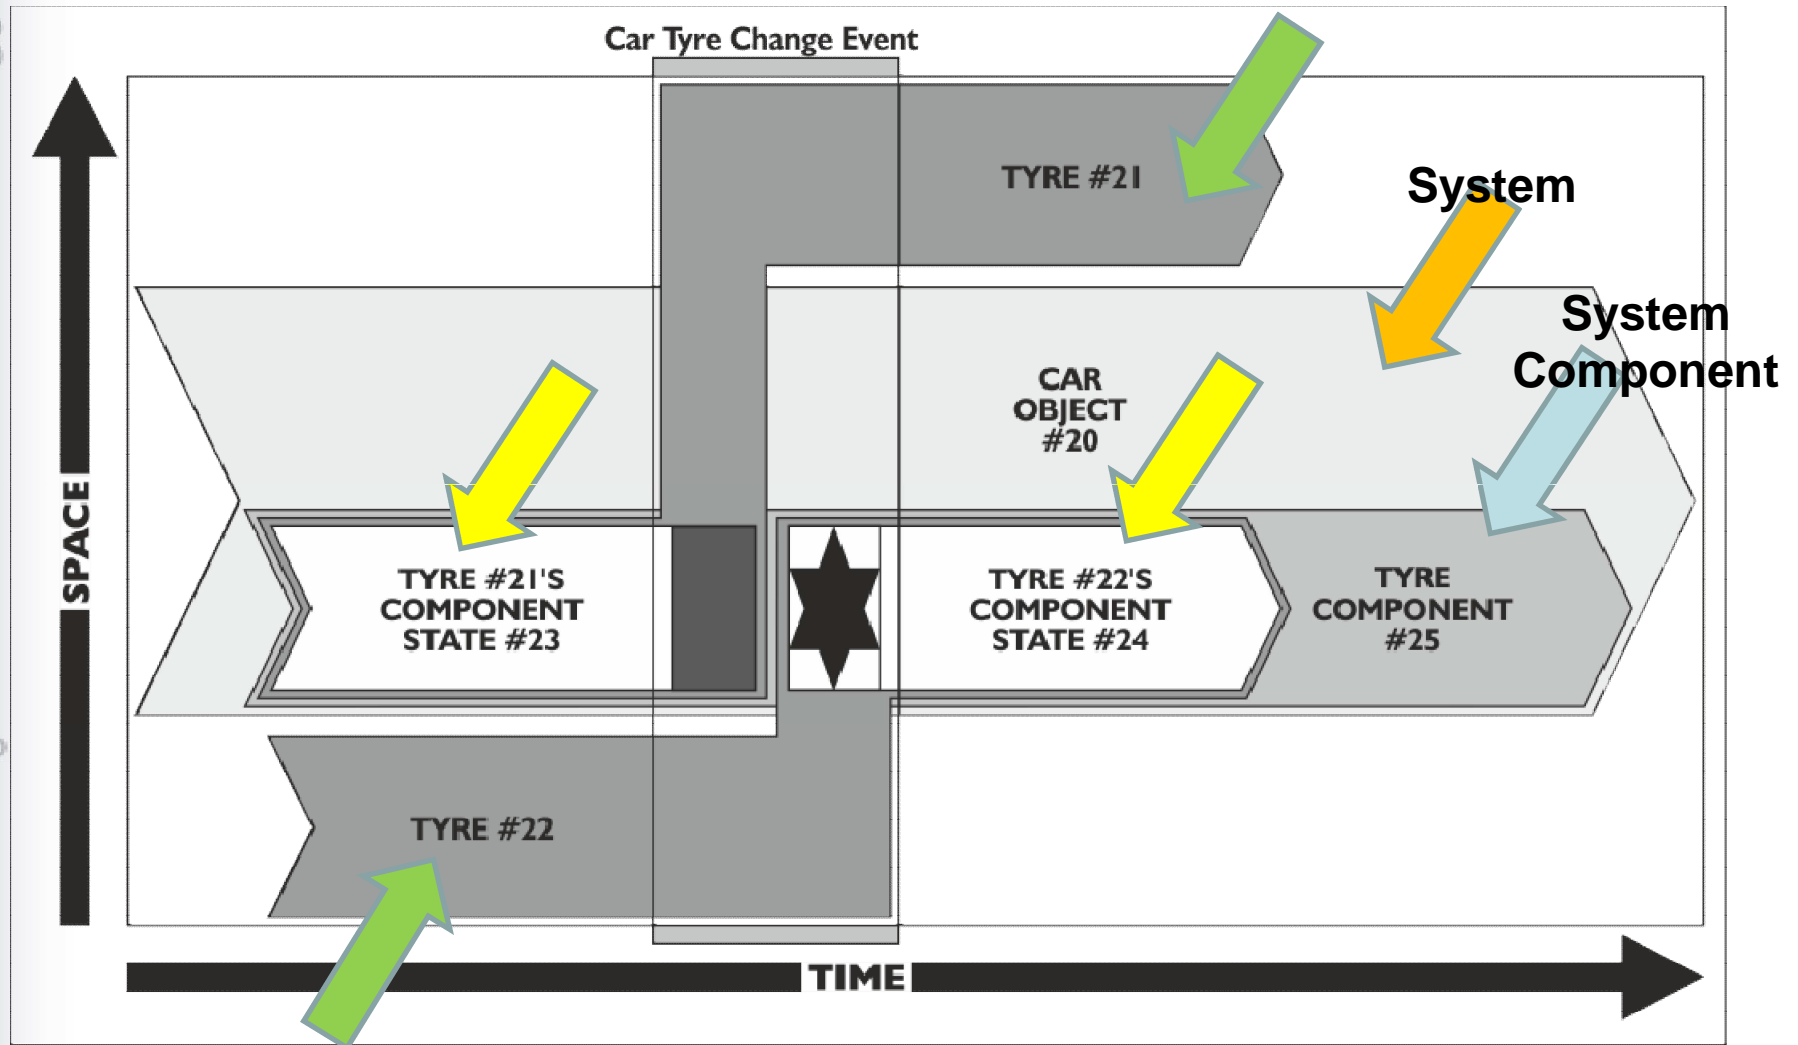 Car Tyre Change Event
TYRE #21
System
System
Component
CAR
OBJECT
#20
SPACE
TYRE #21'S
COMPONENT
STATE #23
TYRE #22'S
COMPONENT
STATE #24
TYRE
COMPONENT
#25
TYRE #22
TIME